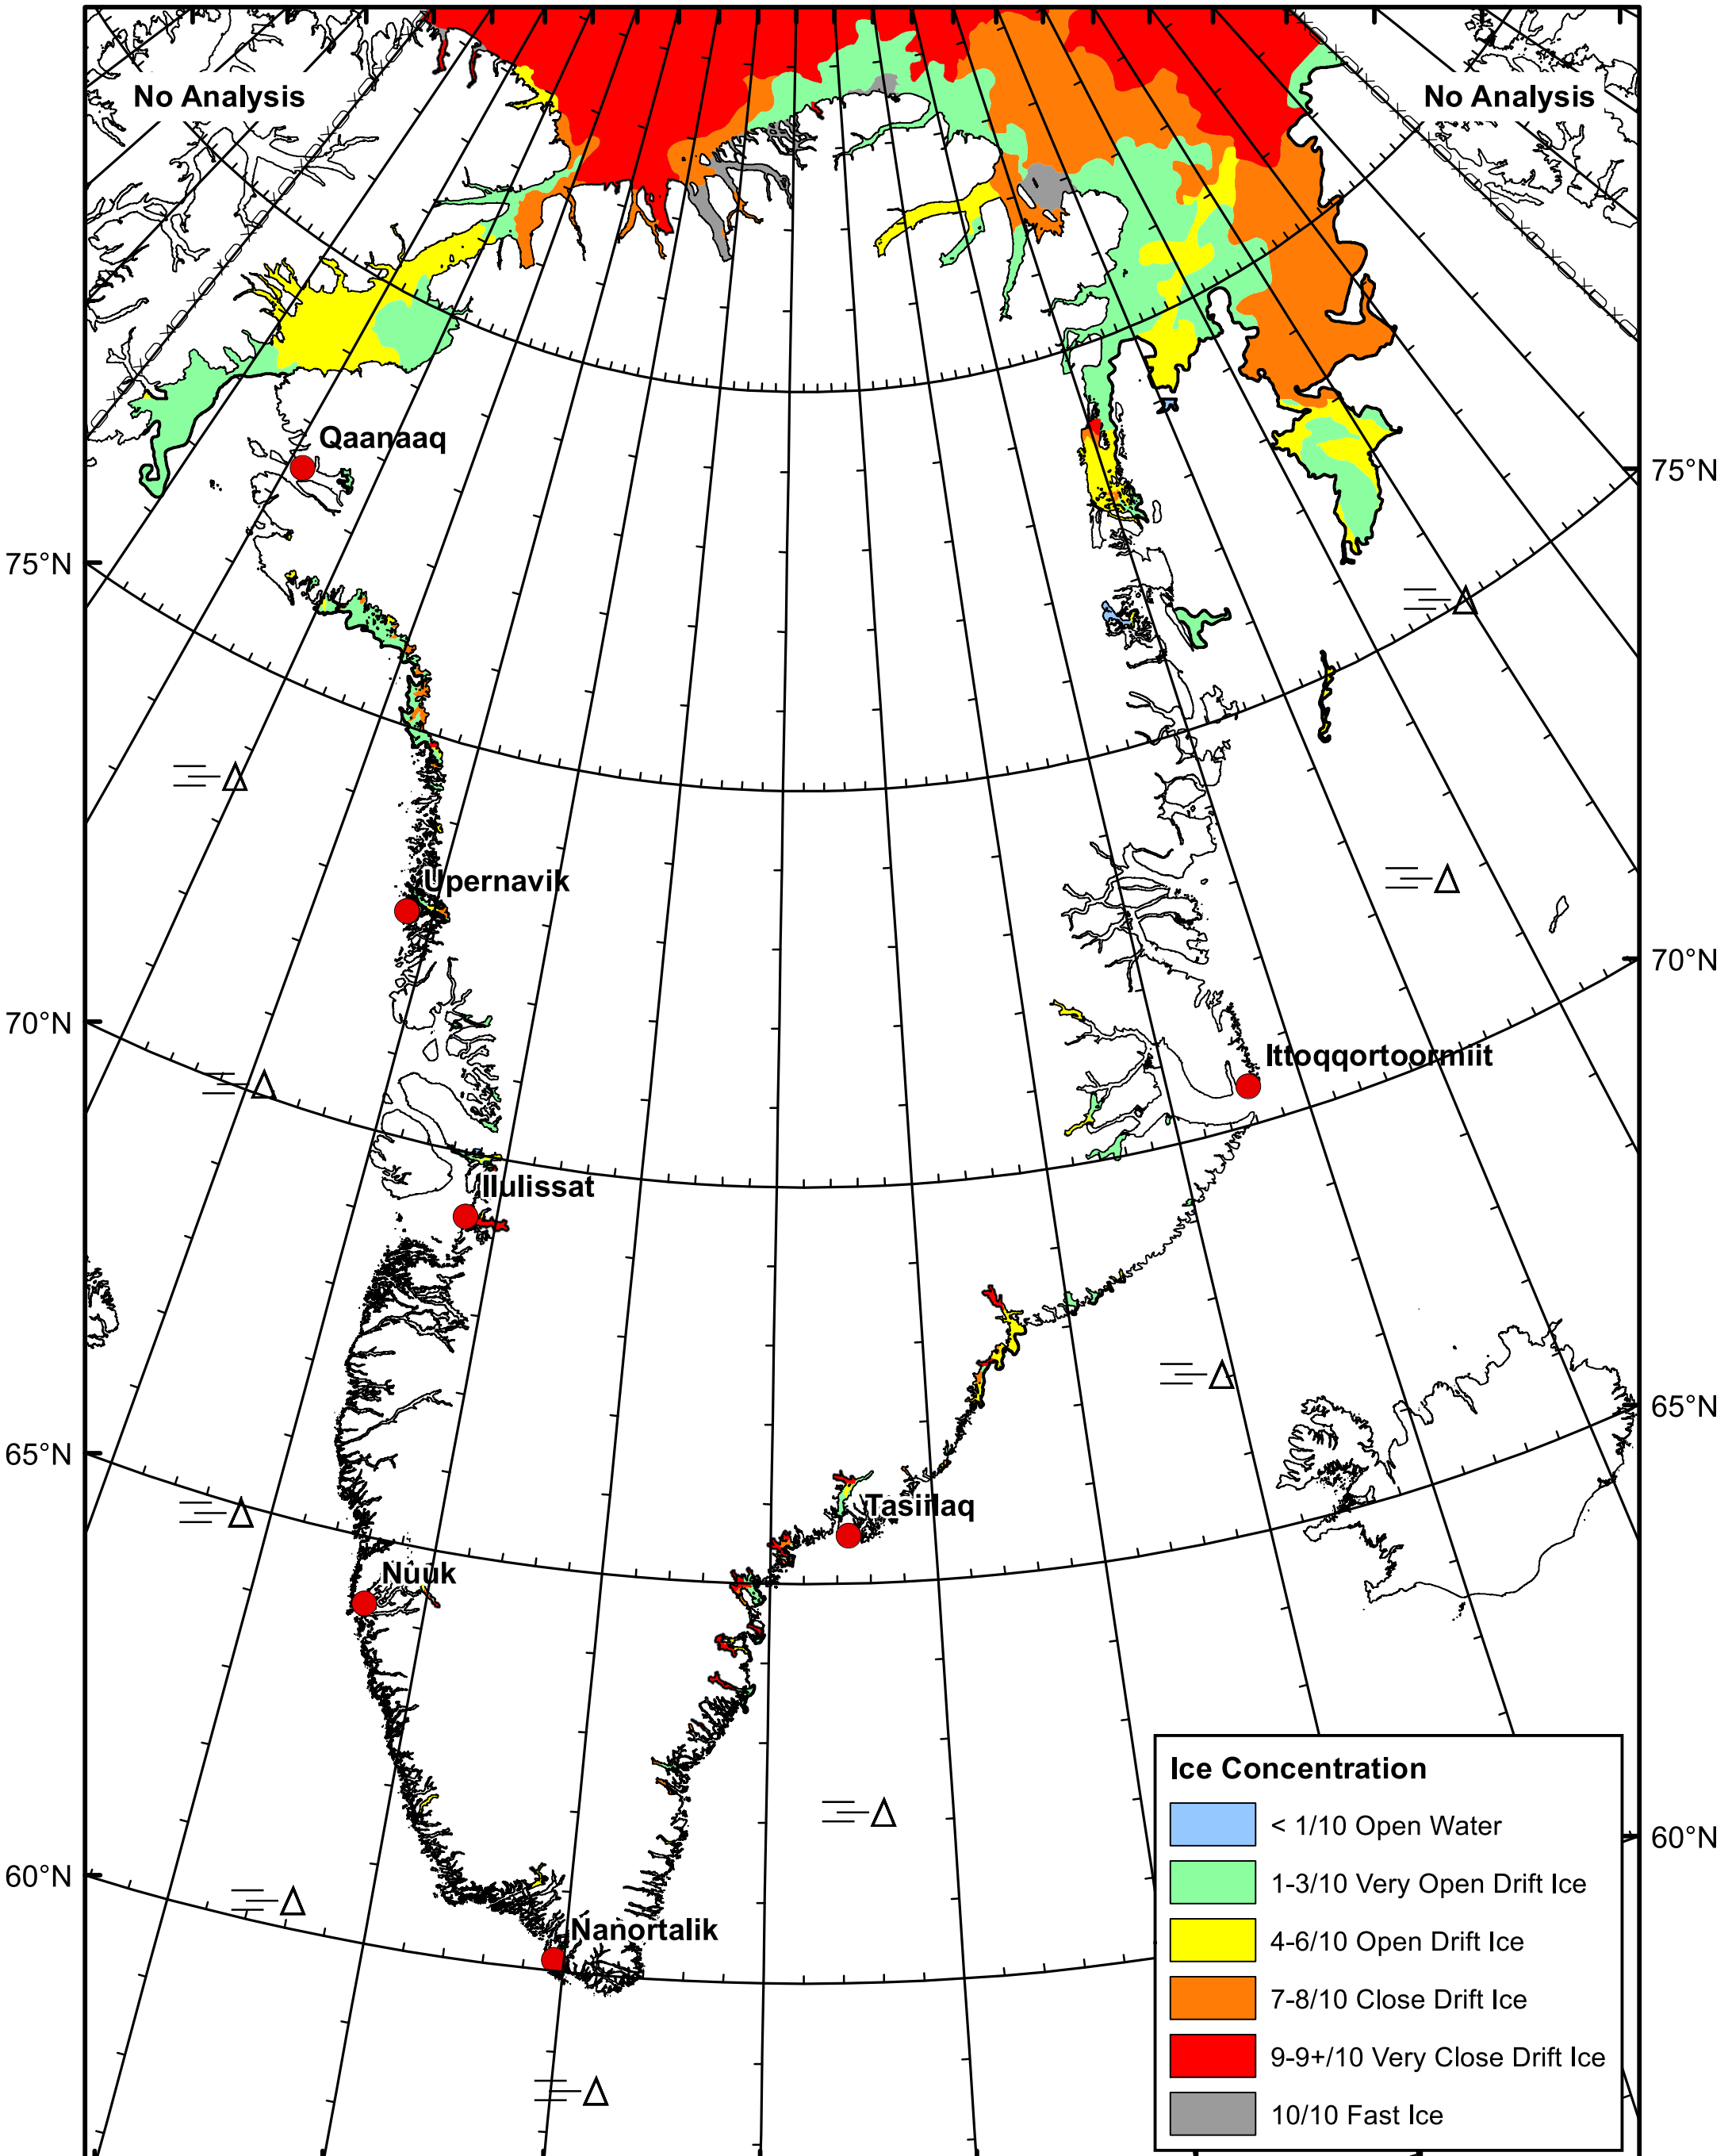 No Analysis
No Analysis
Qaanaaq
75°N
75°N
Upernavik
70°N
70°N
Ittoqqortoormiit
Ilulissat
65°N
65°N
Tasiilaq
Nuuk
60°N
60°N
Nanortalik
Ice Concentration
< 1/10 Open Water
1-3/10 Very Open Drift Ice
4-6/10 Open Drift Ice
7-8/10 Close Drift Ice
9-9+/10 Very Close Drift Ice
10/10 Fast Ice